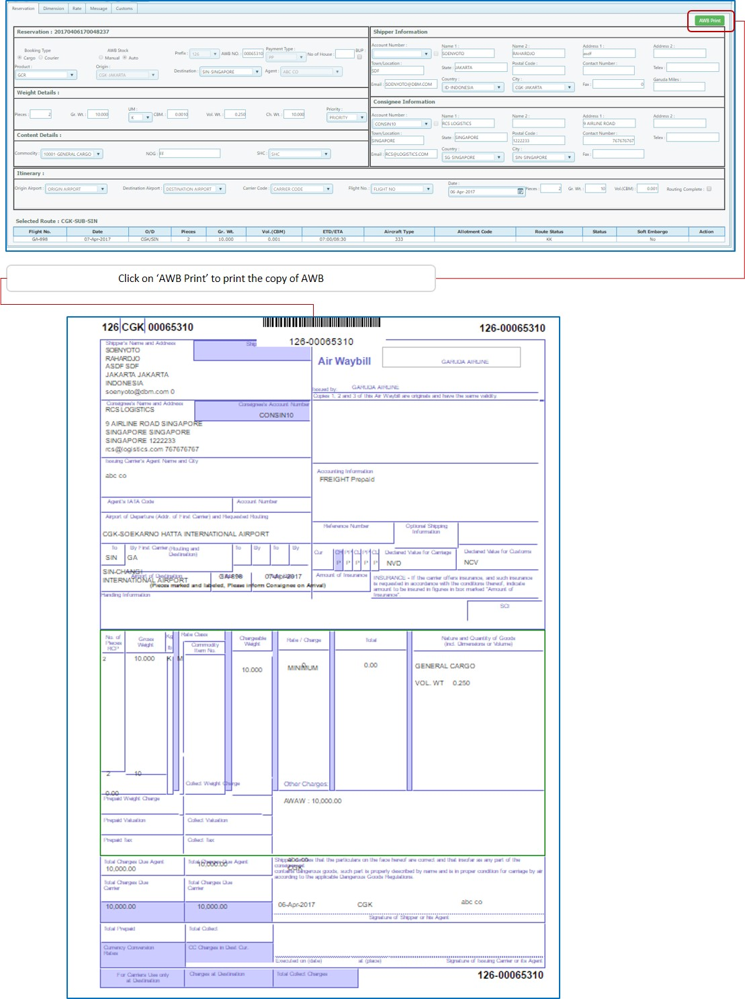 Reservation Dimension Rate Message Customs
AWB Print
Reservation : 20170406170048237
Booking Type
Cargo Courier
AWB Stock
Manual Auto
Prefix : 126 AWB NO. : 00065310
Payment Type :
PP
No of House :
BUP :
Product :
GCR
Origin :
CGK-JAKARTA
Destination : SIN-SINGAPORE
Agent : ABC CO
Weight Details :
Pieces : 2 Gr. Wt. : 10.000
UM :
K
CBM. : 0.0010 Vol. Wt. : 0.250 Ch. Wt. : 10.000
Priority :
PRIORITY
Content Details :
Commodity : 10001-GENERAL CARGO NOG : FF SHC : SHC
Shipper Information
Account Number :
Name 1 :
SOENYOTO
Name 2 :
RAHARDJO
Address 1 :
asdf
Address 2 :
Town/Location :
SDF
State : JAKARTA
Postal Code :
Contact Number :
Telex :
Email : SOENYOTO@DBM.COM
Country :
ID-INDONESIA
City :
CGK-JAKARTA
Fax : 0
Garuda Miles :
Consignee Information
Account Number :
CONSIN10
Name 1 :
RCS LOGISTICS
Name 2 :
Address 1 :
9 AIRLINE ROAD
Address 2 :
Town/Location :
SINGAPORE
State : SINGAPORE
Postal Code :
1222233
Contact Number :
767676767
Telex :
Email : RCS@LOGISTICS.COM
Country :
SG-SINGAPORE
City :
SIN-SINGAPORE
Fax :
Itinerary :
Origin Airport : ORIGIN AIRPORT Destination Airport : DESTINATION AIRPORT Carrier Code : CARRIER CODE Flight No. : FLIGHT NO
Date :
06-Apr-2017
Pieces : 2 Gr. Wt. : 10 Vol.(CBM) : 0.001 Routing Complete :
Selected Route : CGK-SUB-SIN
Flight No. Date O/D Pieces Gr. Wt. Vol.(CBM) ETD/ETA Aircraft Type Allotment Code Route Status Status Soft Embargo Action
GA-898 07-Apr-2017 CGK/SIN 2 10.000 0.001 07:00/08:30 333 KK No
Click on ‘AWB Print’ to print the copy of AWB
126 CGK 00065310
126-00065310
126-00065310
Shipper's Name and Address
Ship
SOENYOTO
RAHARDJO
ASDF SDF
JAKARTA JAKARTA
INDONESIA
soenyoto@dbm.com 0
Air Waybill
GARUDA AIRLINE
Issued by GARUDA AIRLINE
Copies 1, 2 and 3 of this Air Waybill are originals and have the same validity.
Consignee's Name and Address
Consignee's Account Number
RCS LOGISTICS
CONSIN10
9 AIRLINE ROAD SINGAPORE
SINGAPORE SINGAPORE
SINGAPORE 1222233
rcs@logistics.com 767676767
Issuing Carrier's Agent Name and City
abc co
Accounting Information
FREIGHT Prepaid
Agent's IATA Code
Account Number
Airport of Departure (Addr. of First Carrier) and Requested Routing
CGK-SOEKARNO HATTA INTERNATIONAL AIRPORT
Reference Number
Optional Shipping
Information
To By First Carrier (Routing and
Destination)
To By To By
SIN GA
Cur
Declared Value for Carriage
NVD
Declared Value for Customs
NCV
SIN-CHANGI
INTERNATIONAL AIRPORT
Airport of Destination
GA-898 07-Apr-2017
Amount of Insurance
INSURANCE - If the carrier offers insurance, and such insurance
is requested in accordance with the conditions thereof, indicate
amount to be insured in figures in box marked "Amount of
Insurance".
(Pieces marked and labeled, Please inform Consignee on Arrival)
Handling Information
SCI
No. of
Pieces
RCP
Gross
Weight
Kg
lb
Rate Class
Commodity
Item No.
Chargeable
Weight
Rate / Charge
Total
Nature and Quantity of Goods
(incl. Dimensions or Volume)
2 10.000 K M 10.000 MINIMUM 0.00
GENERAL CARGO
VOL. WT 0.250
2 10
0.00
Prepaid Weight Charge
Collect Weight Charge
Other Charges
AWAW : 10,000.00
Prepaid Valuation
Collect Valuation
Prepaid Tax
Collect Tax
Total Charges Due Agent
10,000.00
Total Charges Due Agent
10,000.00
that the particulars on the face hereof are correct and that insofar as any part of the
contains dangerous goods, such part is properly described by name and is in proper condition for carriage by air
according to the applicable Dangerous Goods Regulations.
abc co
CGK
Total Charges Due
Carrier
10,000.00
Total Charges Due
Carrier
10,000.00
06-Apr-2017 CGK abc co
Signature of Shipper or his Agent
Total Prepaid
Total Collect
Currency Conversion
Rates
CC Charges in Dest. Cur.
Executed on (date) at (place) Signature of Issuing Carrier or its Agent
For Carriers Use only
at Destination
Charges at Destination
Total Collect Charges
126-00065310